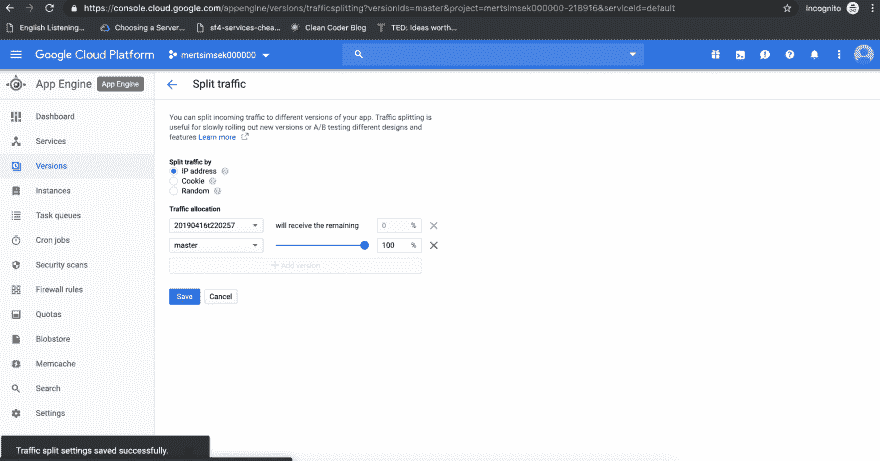 https://console.cloud.google.com/appengine/versions/trafficsplitting?versionIds=master&project=mertsimsek000000-218916&serviceId=default
Incognito
English Listening...
Choosing a Server...
sf4-services-chea...
Clean Coder Blog
TED: Ideas worth...
Google Cloud Platform
mertsimsek000000
App Engine
App Engine
Split traffic
Dashboard
Services
Versions
Instances
Task queues
Cron jobs
Security scans
Firewall rules
Quotas
Blobstore
Memcache
Search
Settings
You can split incoming traffic to different versions of your app. Traffic splitting is
useful for slowly rolling out new versions or A/B testing different designs and
features Learn more
Split traffic by
IP address
Cookie
Random
Traffic allocation
20190416t220257 will receive the remaining 0 %
master 100 %
+ Add version
Save Cancel
Traffic split settings saved successfully.